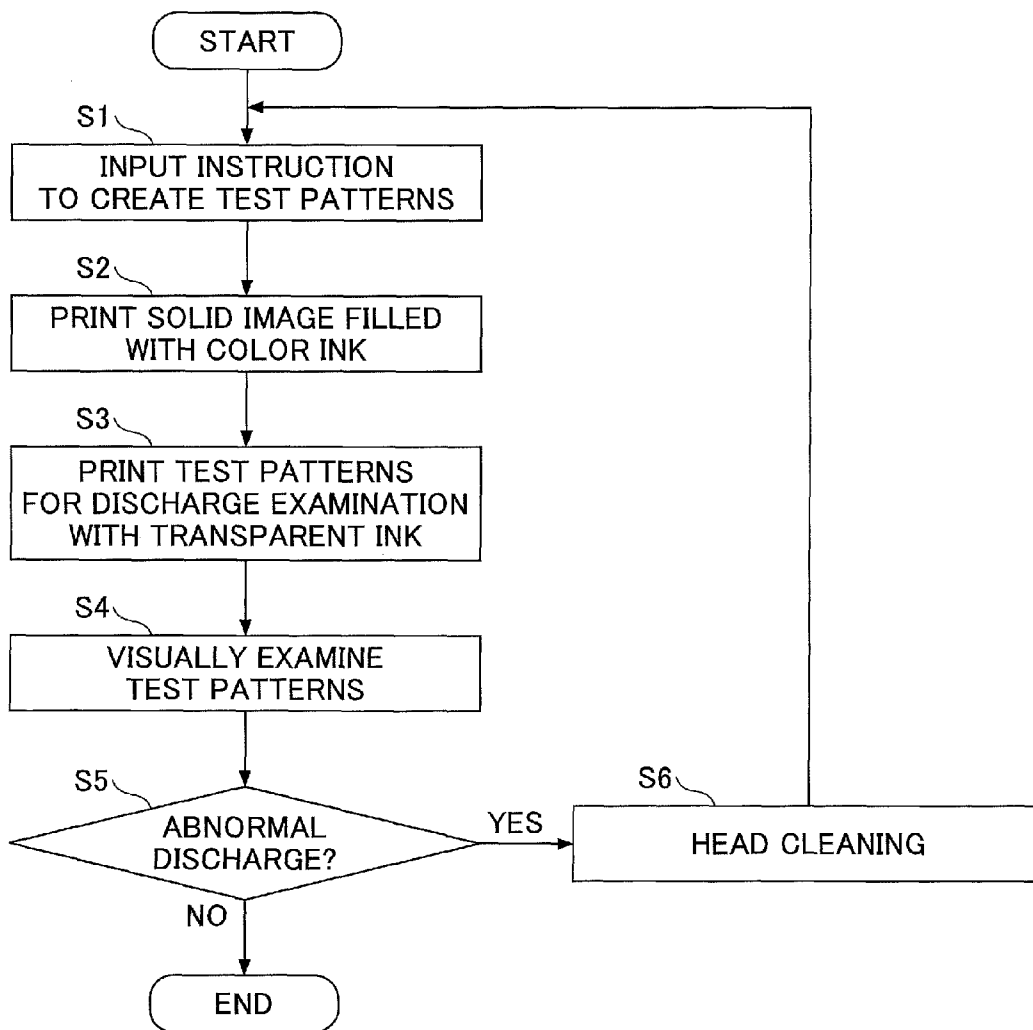 START
S1
INPUT INSTRUCTION
TO CREATE TEST PATTERNS
S2
PRINT SOLID IMAGE FILLED
WITH COLOR INK
S3
PRINT TEST PATTERNS
FOR DISCHARGE EXAMINATION
WITH TRANSPARENT INK
S4
VISUALLY EXAMINE
TEST PATTERNS
S5
ABNORMAL
DISCHARGE?
YES
S6
HEAD CLEANING
NO
END